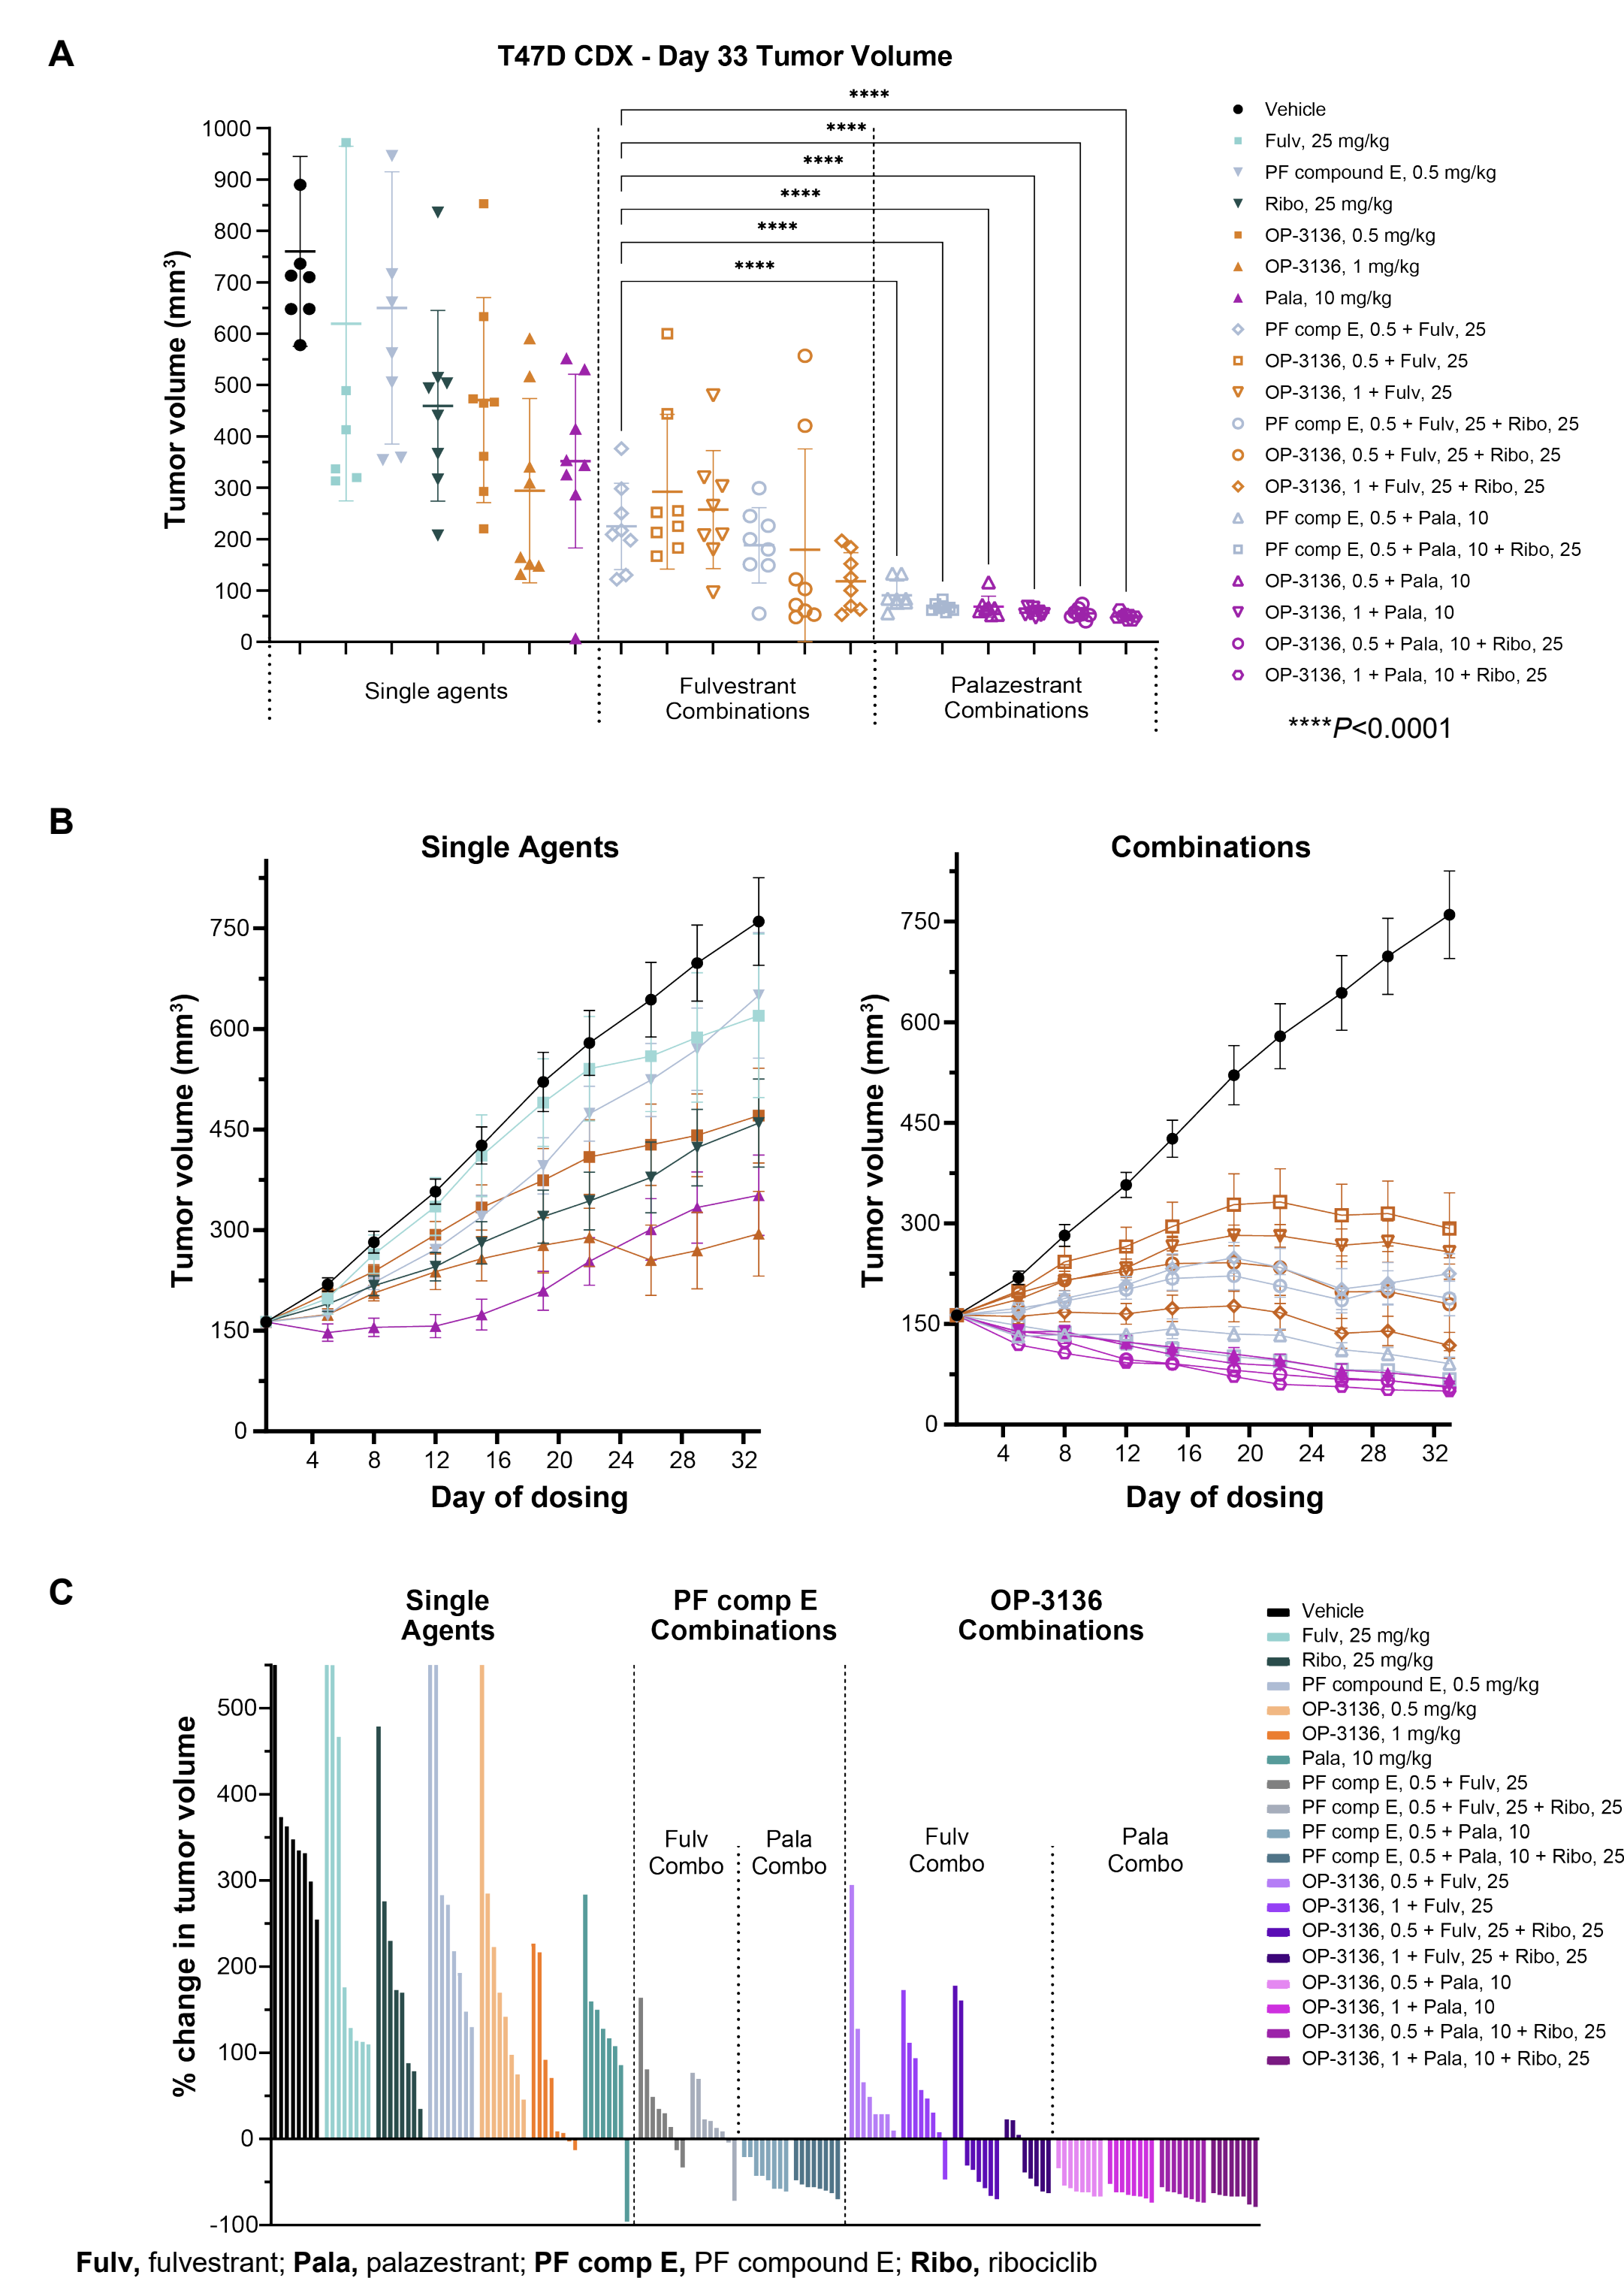 A
T47D CDX - Day 33 Tumor Volume
Tumor volume (mm³)
1000
900
800
700
600
500
400
300
200
100
0
****
****
****
****
****
****
Single agents
Fulvestrant
Combinations
Palazestrant
Combinations
Vehicle
Fulv, 25 mg/kg
PF compound E, 0.5 mg/kg
Ribo, 25 mg/kg
OP-3136, 0.5 mg/kg
OP-3136, 1 mg/kg
Pala, 10 mg/kg
PF comp E, 0.5 + Fulv, 25
OP-3136, 0.5 + Fulv, 25
OP-3136, 1 + Fulv, 25
PF comp E, 0.5 + Fulv, 25 + Ribo, 25
OP-3136, 0.5 + Fulv, 25 + Ribo, 25
OP-3136, 1 + Fulv, 25 + Ribo, 25
PF comp E, 0.5 + Pala, 10
PF comp E, 0.5 + Pala, 10 + Ribo, 25
OP-3136, 0.5 + Pala, 10
OP-3136, 1 + Pala, 10
OP-3136, 0.5 + Pala, 10 + Ribo, 25
OP-3136, 1 + Pala, 10 + Ribo, 25
****P<0.0001
B
Single Agents
Tumor volume (mm³)
750
600
450
300
150
0
4 8 12 16 20 24 28 32
Day of dosing
Combinations
Tumor volume (mm³)
750
600
450
300
150
0
4 8 12 16 20 24 28 32
Day of dosing
C
Single
Agents
PF comp E
Combinations
OP-3136
Combinations
% change in tumor volume
500
400
300
200
100
0
-100
Fulv
Combo
Pala
Combo
Fulv
Combo
Pala
Combo
Vehicle
Fulv, 25 mg/kg
Ribo, 25 mg/kg
PF compound E, 0.5 mg/kg
OP-3136, 0.5 mg/kg
OP-3136, 1 mg/kg
Pala, 10 mg/kg
PF comp E, 0.5 + Fulv, 25
PF comp E, 0.5 + Fulv, 25 + Ribo, 25
PF comp E, 0.5 + Pala, 10
PF comp E, 0.5 + Pala, 10 + Ribo, 25
OP-3136, 0.5 + Fulv, 25
OP-3136, 1 + Fulv, 25
OP-3136, 0.5 + Fulv, 25 + Ribo, 25
OP-3136, 1 + Fulv, 25 + Ribo, 25
OP-3136, 0.5 + Pala, 10
OP-3136, 1 + Pala, 10
OP-3136, 0.5 + Pala, 10 + Ribo, 25
OP-3136, 1 + Pala, 10 + Ribo, 25
Fulv, fulvestrant; Pala, palazestrant; PF comp E, PF compound E; Ribo, ribociclib